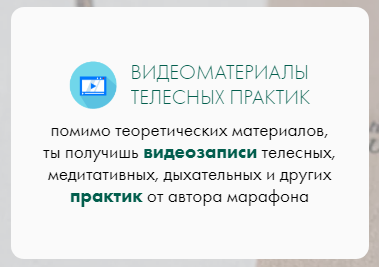 ВИДЕОМАТЕРИАЛЫ
ТЕЛЕСНЫХ ПРАКТИК
помимо теоретических материалов,
ты получишь видеозаписи телесных,
медитативных, дыхательных и других
практик от автора марафона